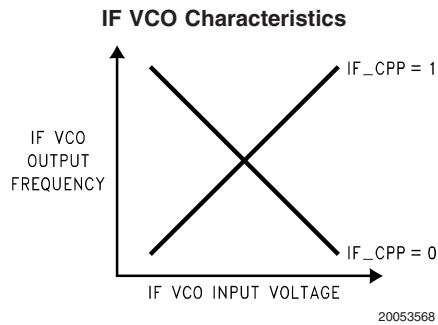 IF VCO Characteristics
IF_CPP = 1
IF VCO
OUTPUT
FREQUENCY
IF_CPP = 0
IF VCO INPUT VOLTAGE
20053568